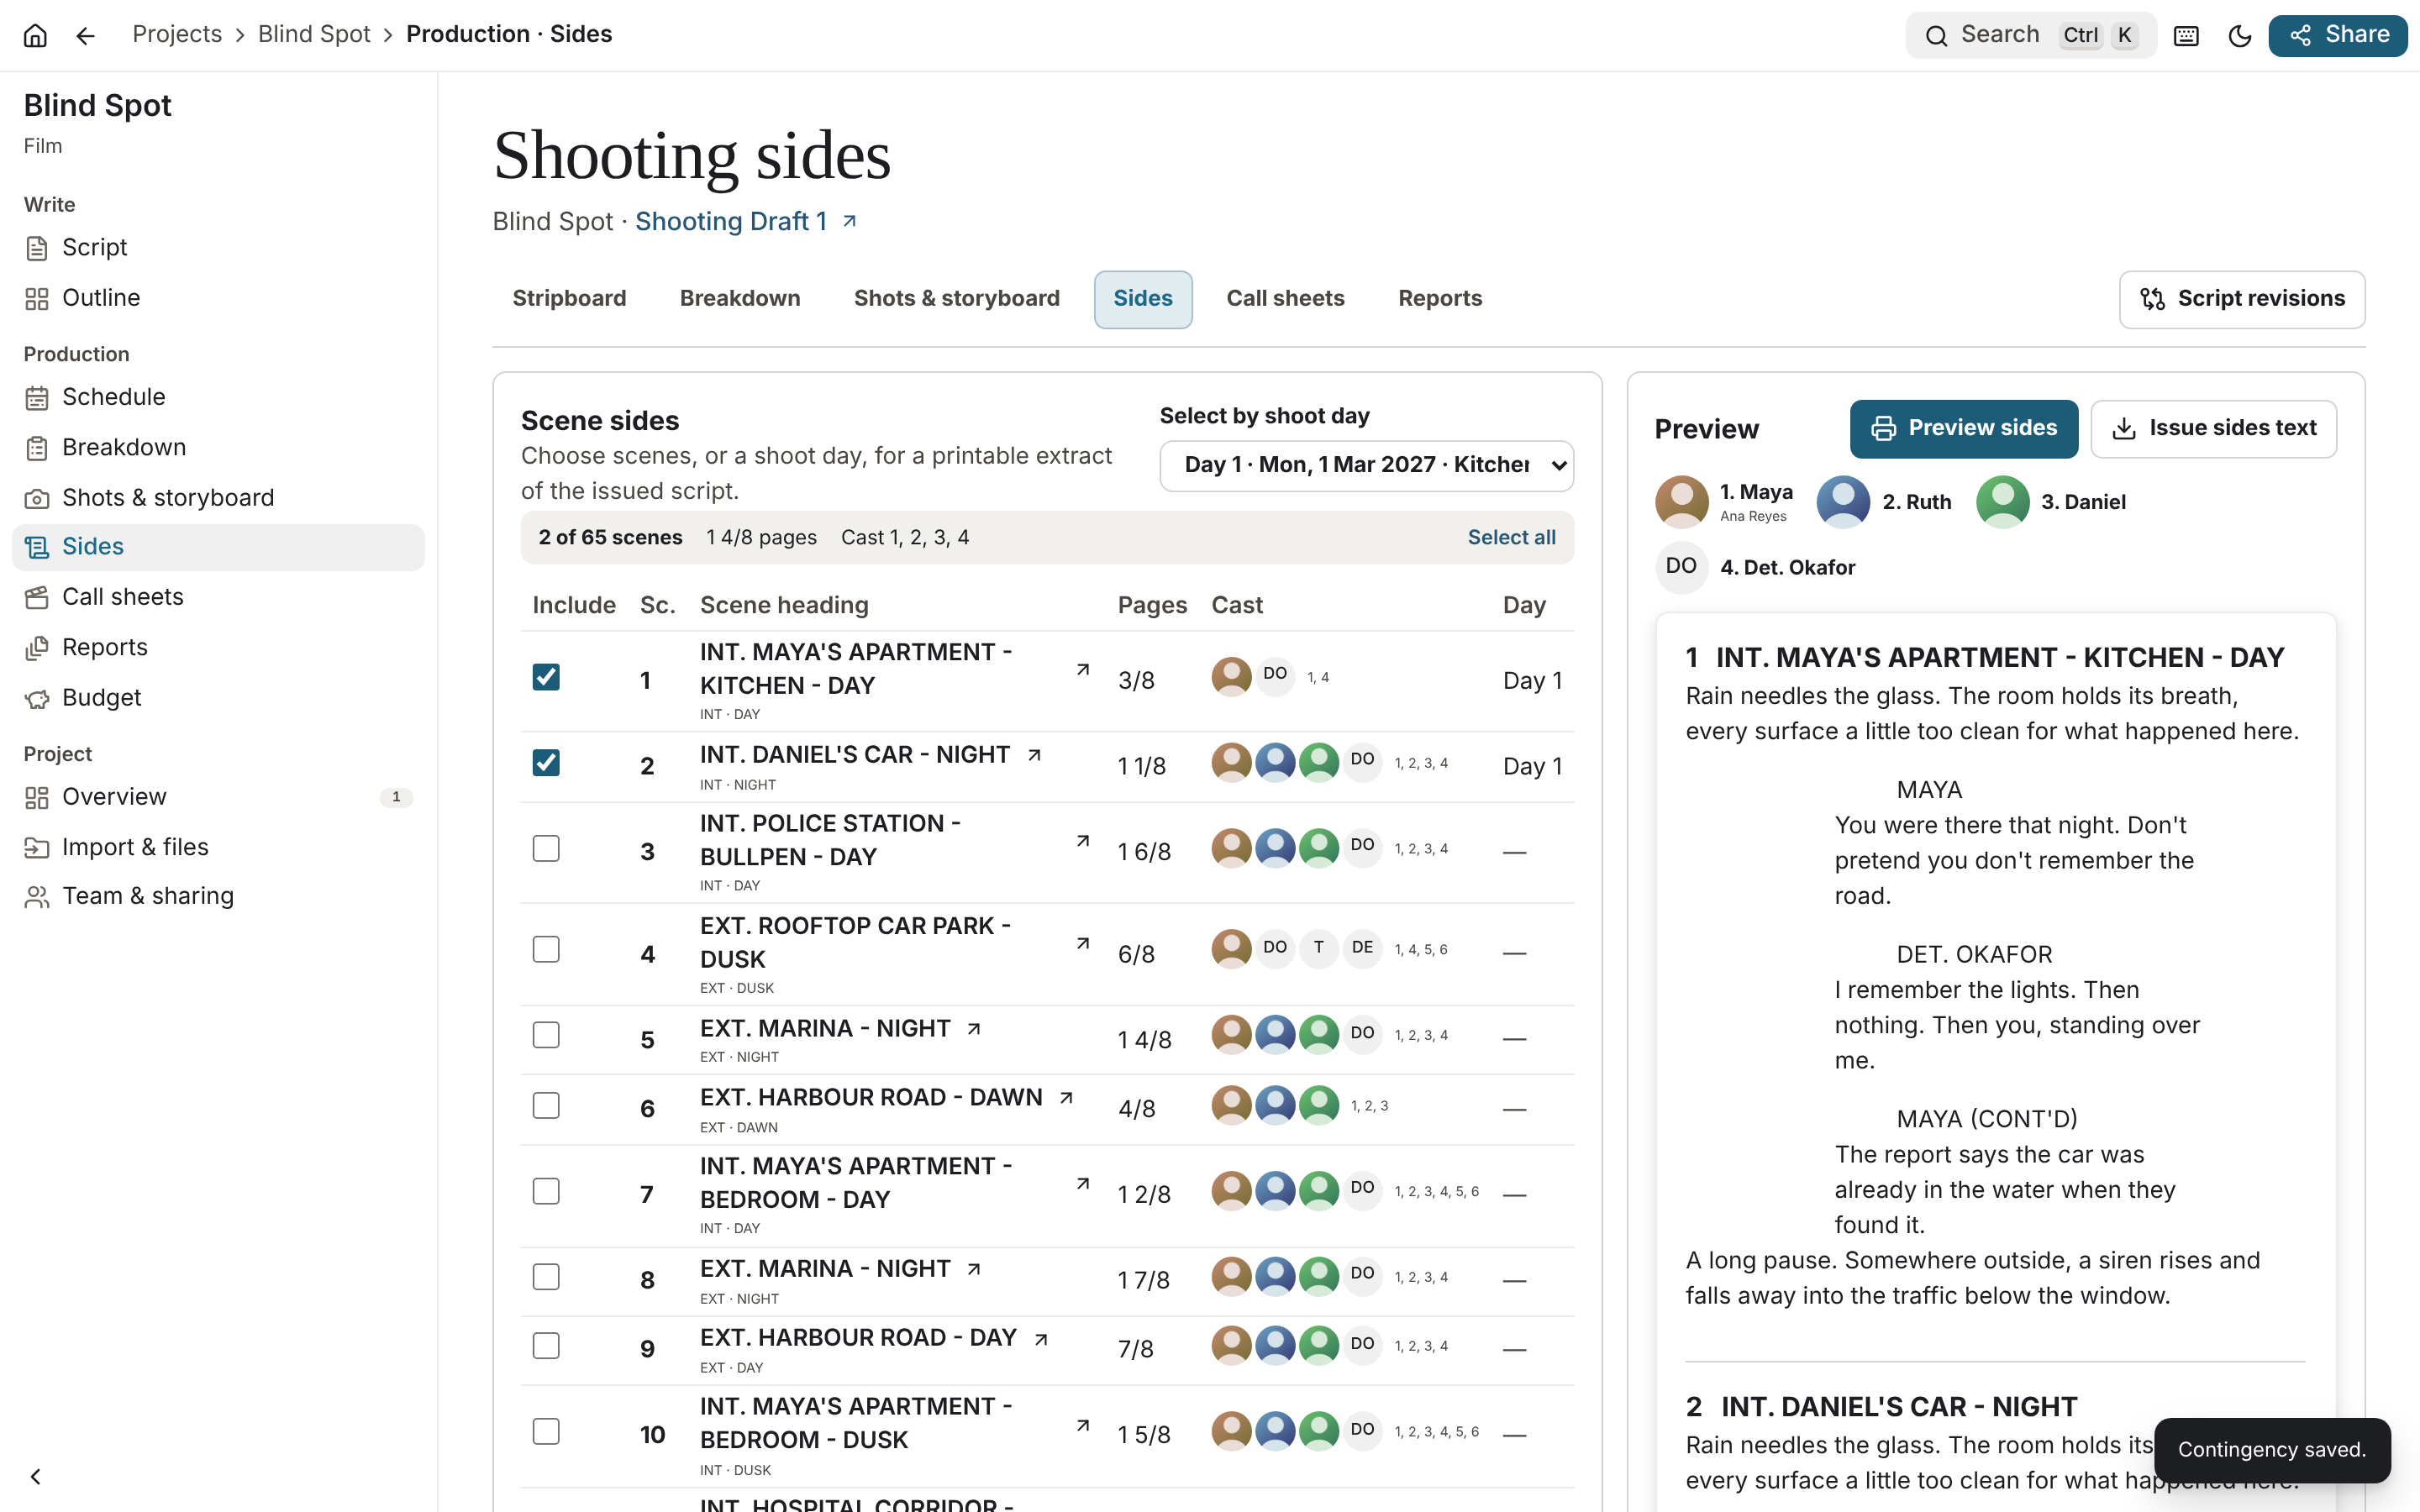 Projects > Blind Spot > Production · Sides
Search Ctrl K
Share
Blind Spot
Film
Write
Script
Outline
Production
Schedule
Breakdown
Shots & storyboard
Sides
Call sheets
Reports
Budget
Project
Overview 1
Import & files
Team & sharing
Shooting sides
Blind Spot · Shooting Draft 1
Stripboard Breakdown Shots & storyboard Sides Call sheets Reports
Script revisions
Scene sides
Choose scenes, or a shoot day, for a printable extract
of the issued script.
Select by shoot day
Day 1 · Mon, 1 Mar 2027 · Kitchen
2 of 65 scenes 1 4/8 pages Cast 1, 2, 3, 4 Select all
Include Sc. Scene heading Pages Cast Day
1 INT. MAYA'S APARTMENT - 3/8 DO 1, 4 Day 1
KITCHEN - DAY
INT · DAY
2 INT. DANIEL'S CAR - NIGHT 1 1/8 DO 1, 2, 3, 4 Day 1
INT · NIGHT
3 INT. POLICE STATION - 1 6/8 DO 1, 2, 3, 4 —
BULLPEN - DAY
INT · DAY
4 EXT. ROOFTOP CAR PARK - 6/8 DO T DE 1, 4, 5, 6 —
DUSK
EXT · DUSK
5 EXT. MARINA - NIGHT 1 4/8 DO 1, 2, 3, 4 —
EXT · NIGHT
6 EXT. HARBOUR ROAD - DAWN 4/8 1, 2, 3 —
EXT · DAWN
7 INT. MAYA'S APARTMENT - 1 2/8 DO 1, 2, 3, 4, 5, 6 —
BEDROOM - DAY
INT · DAY
8 EXT. MARINA - NIGHT 1 7/8 DO 1, 2, 3, 4 —
EXT · NIGHT
9 EXT. HARBOUR ROAD - DAY 7/8 DO 1, 2, 3, 4 —
EXT · DAY
10 INT. MAYA'S APARTMENT - 1 5/8 DO 1, 2, 3, 4, 5, 6 —
BEDROOM - DUSK
INT · DUSK
INT. HOSPITAL CORRIDOR -
Preview
Preview sides
Issue sides text
1. Maya
Ana Reyes
2. Ruth
3. Daniel
DO 4. Det. Okafor
1 INT. MAYA'S APARTMENT - KITCHEN - DAY
Rain needles the glass. The room holds its breath,
every surface a little too clean for what happened here.
MAYA
You were there that night. Don't
pretend you don't remember the
road.
DET. OKAFOR
I remember the lights. Then
nothing. Then you, standing over
me.
MAYA (CONT'D)
The report says the car was
already in the water when they
found it.
A long pause. Somewhere outside, a siren rises and
falls away into the traffic below the window.
2 INT. DANIEL'S CAR - NIGHT
Rain needles the glass. The room holds its
every surface a little too clean for what happened here.
Contingency saved.